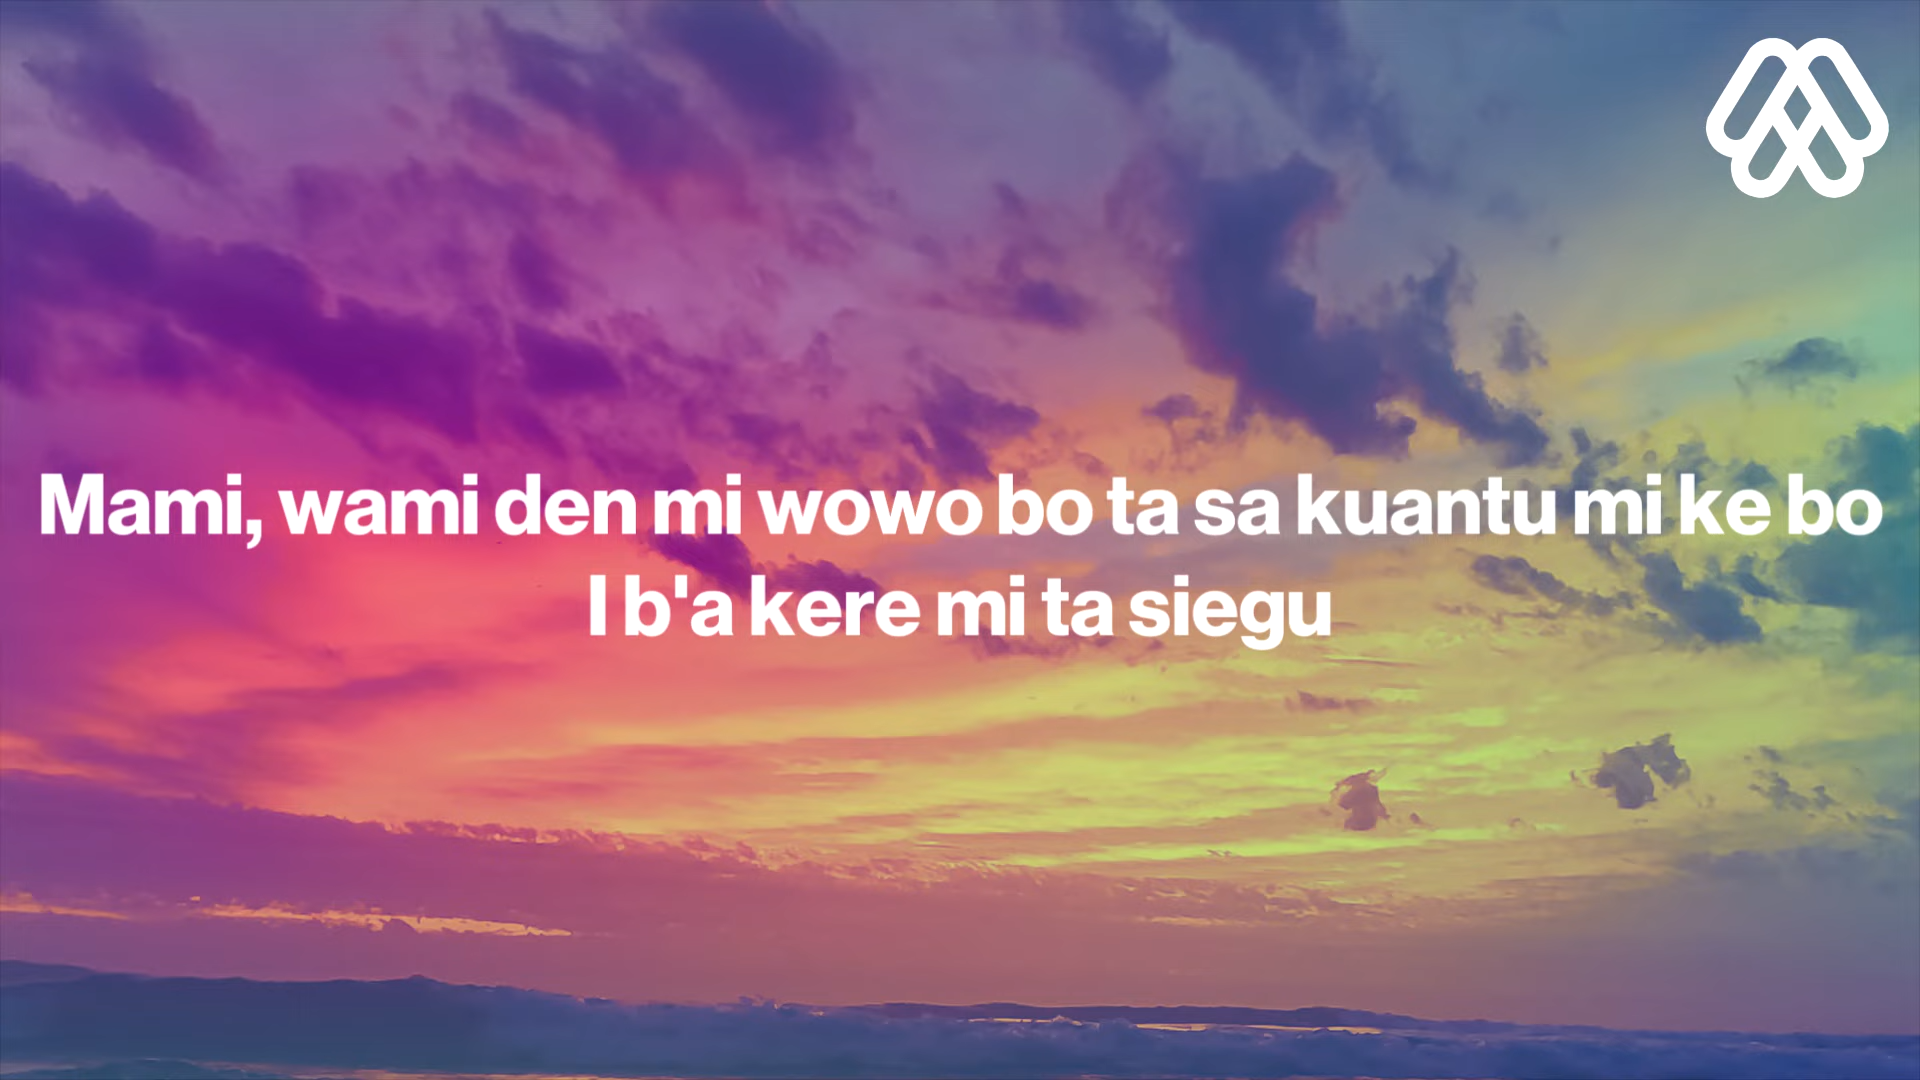 Mami, wami den mi wowo bo ta sa kuantu mi ke bo
I b'a kere mi ta siegu